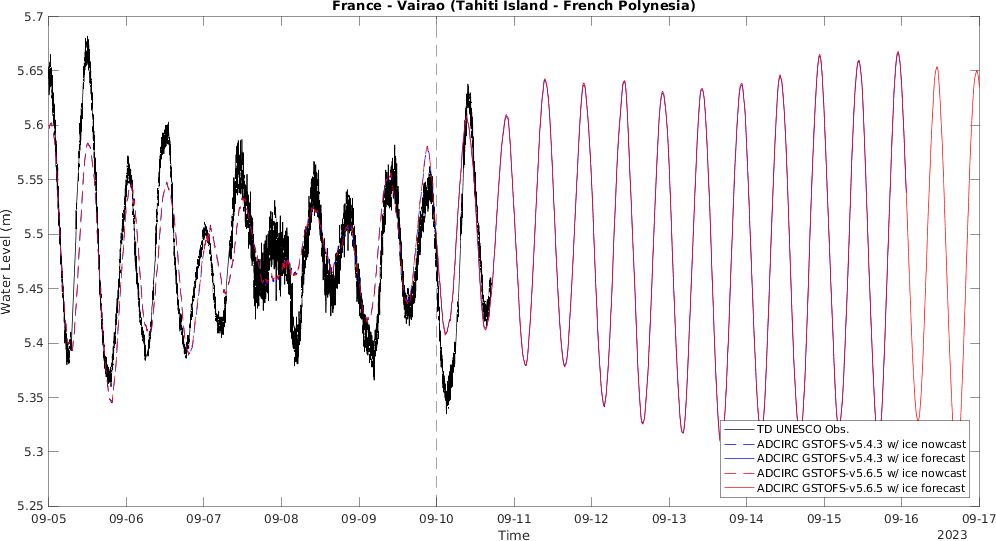 France - Vairao (Tahiti Island - French Polynesia)
5.7
5.65
5.6
5.55
5.5
5.45
5.4
5.35
5.3
5.25
Water Level (m)
TD UNESCO Obs.
ADCIRC GSTOFS-v5.4.3 w/ ice nowcast
ADCIRC GSTOFS-v5.4.3 w/ ice forecast
ADCIRC GSTOFS-v5.6.5 w/ ice nowcast
ADCIRC GSTOFS-v5.6.5 w/ ice forecast
09-05 09-06 09-07 09-08 09-09 09-10 09-11 09-12 09-13 09-14 09-15 09-16 09-17
Time
2023